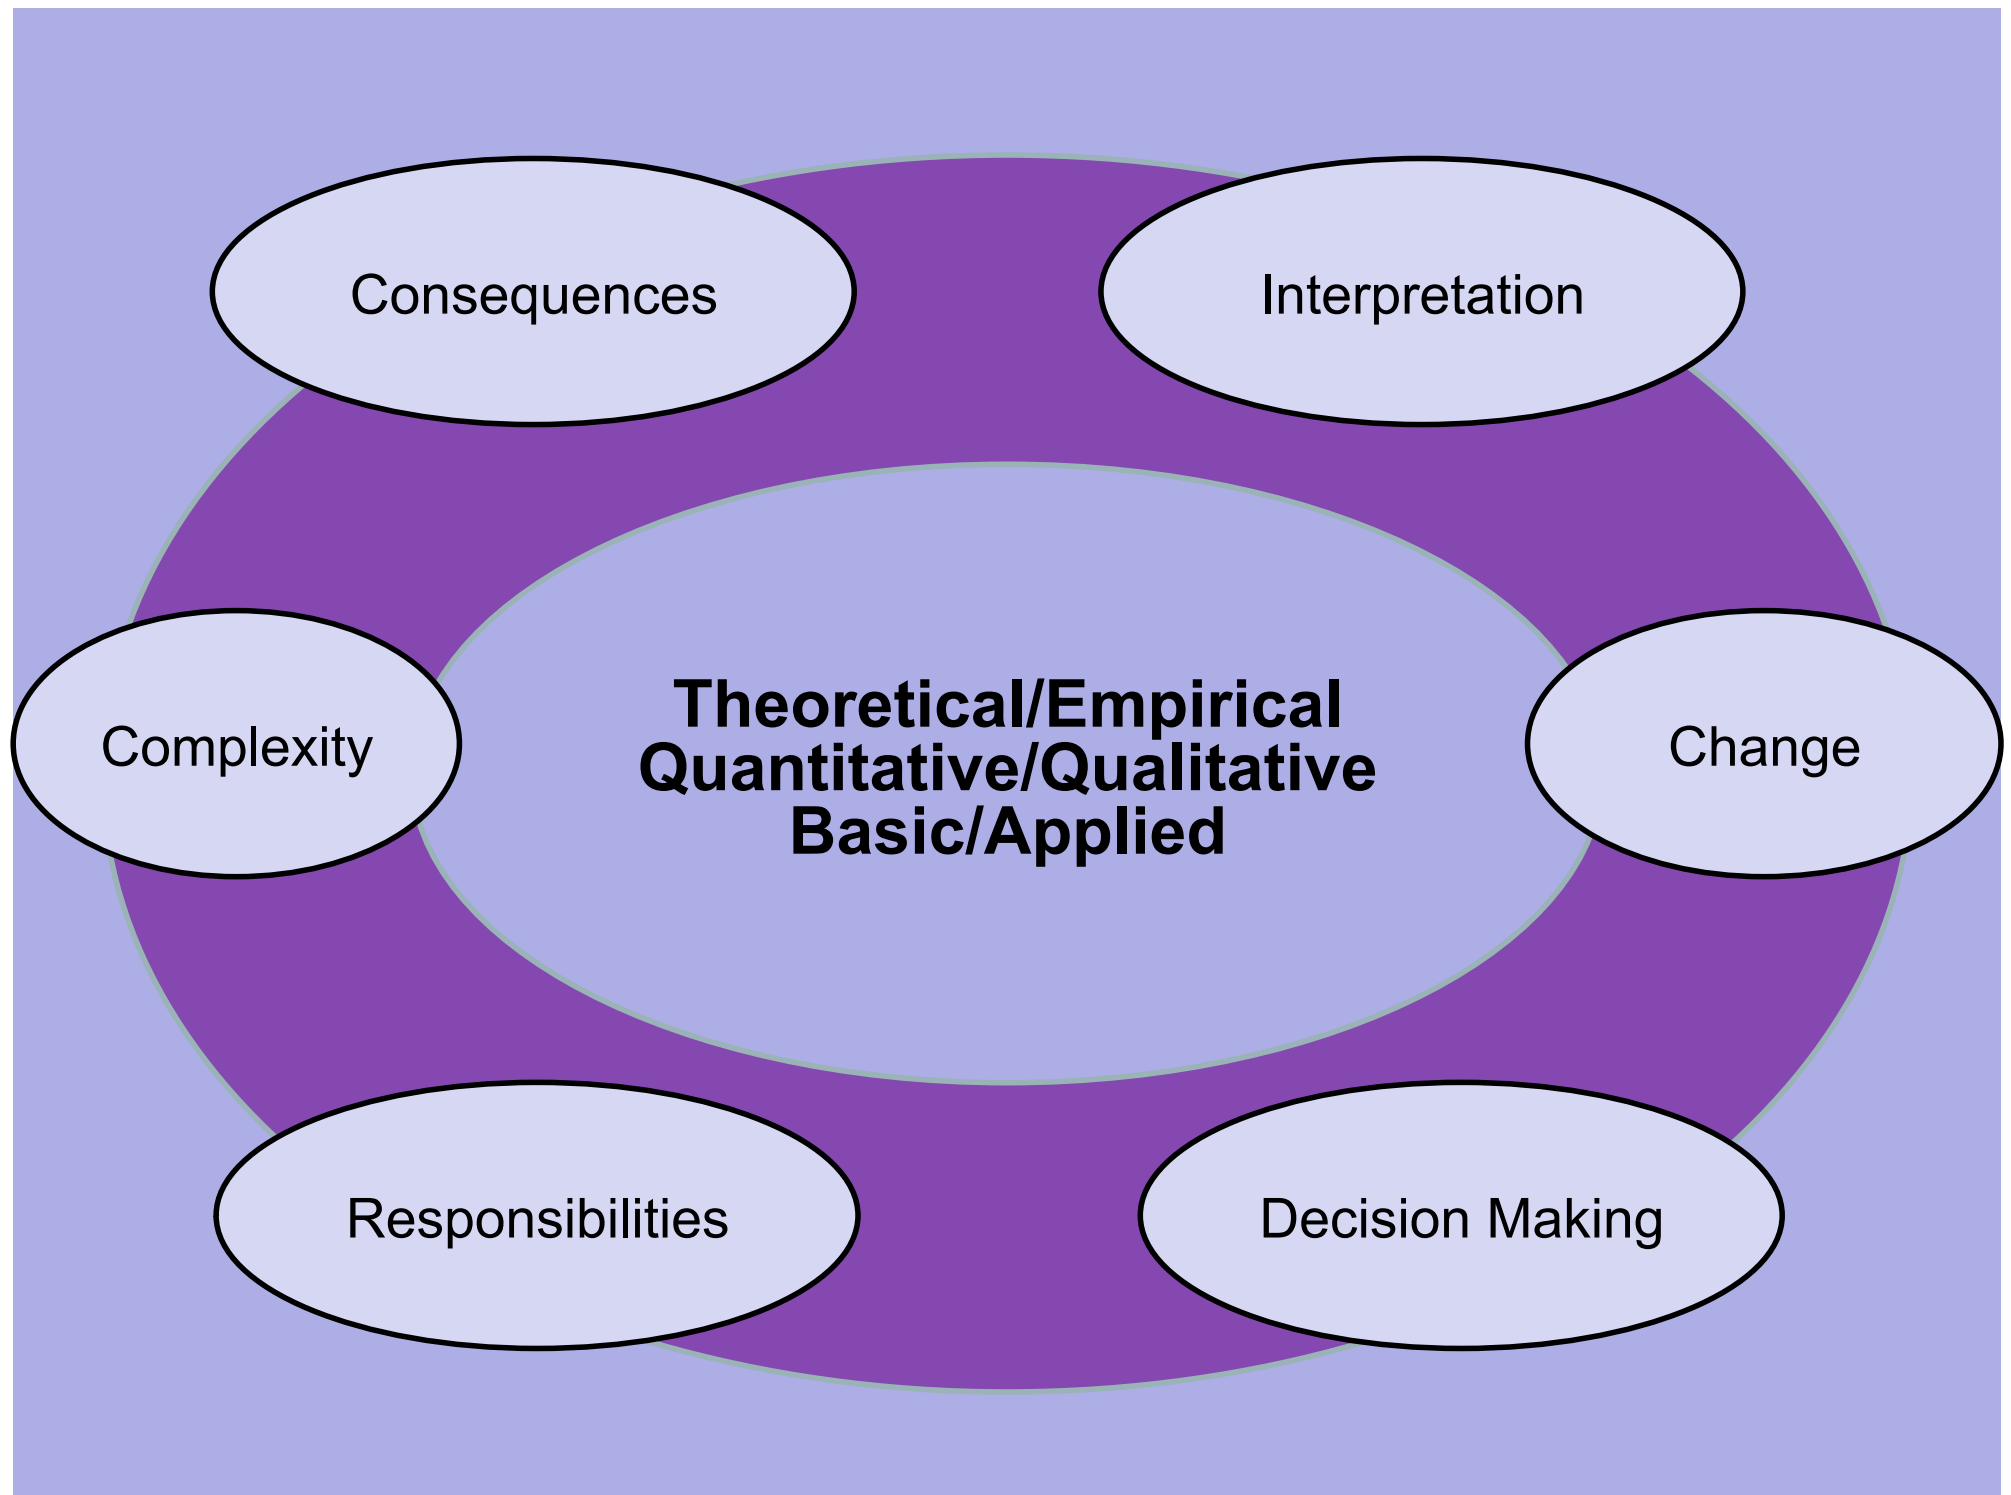 Consequences
Interpretation
Complexity
Theoretical/Empirical
Quantitative/Qualitative
Basic/Applied
Change
Responsibilities
Decision Making